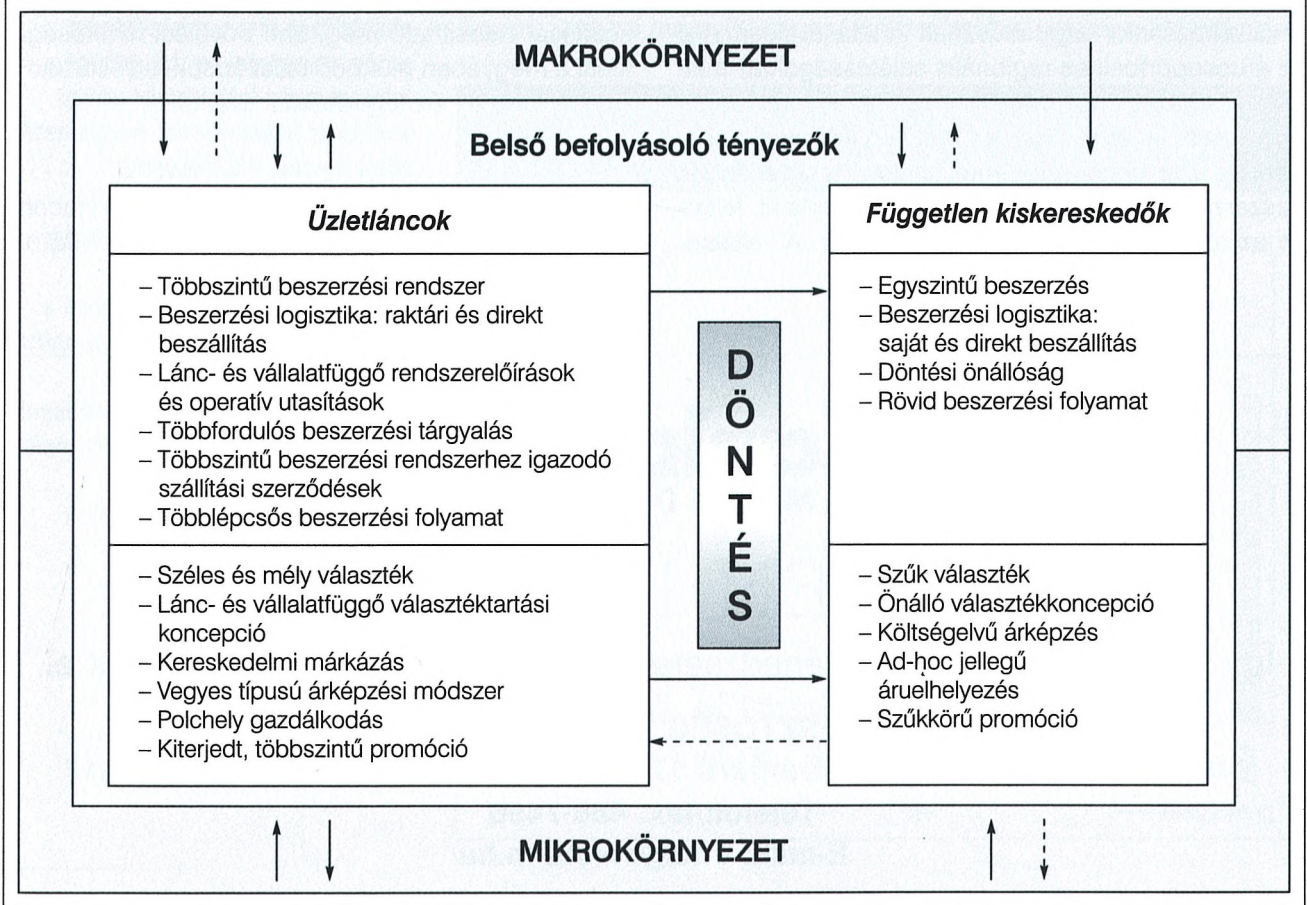 MAKROKÖRNYEZET
Belső befolyásoló tényezők
Üzletláncok
– Többszintű beszerzési rendszer
– Beszerzési logisztika: raktári és direkt
beszállítás
– Lánc- és vállalatfüggő rendszerelőírások
és operatív utasítások
– Többfordulós beszerzési tárgyalás
– Többszintű beszerzési rendszerhez igazodó
szállítási szerződések
– Többlépcsős beszerzési folyamat
– Széles és mély választék
– Lánc- és vállalatfüggő választéktartási
koncepció
– Kereskedelmi márkázás
– Vegyes típusú árképzési módszer
– Polchely gazdálkodás
– Kiterjedt, többszintű promóció
D
Ö
N
T
É
S
Független kiskereskedők
– Egyszintű beszerzés
– Beszerzési logisztika:
saját és direkt beszállítás
– Döntési önállóság
– Rövid beszerzési folyamat
– Szűk választék
– Önálló választékkoncepció
– Költségelvű árképzés
– Ad-hoc jellegű
áruelhelyezés
– Szűkkörű promóció
MIKROKÖRNYEZET